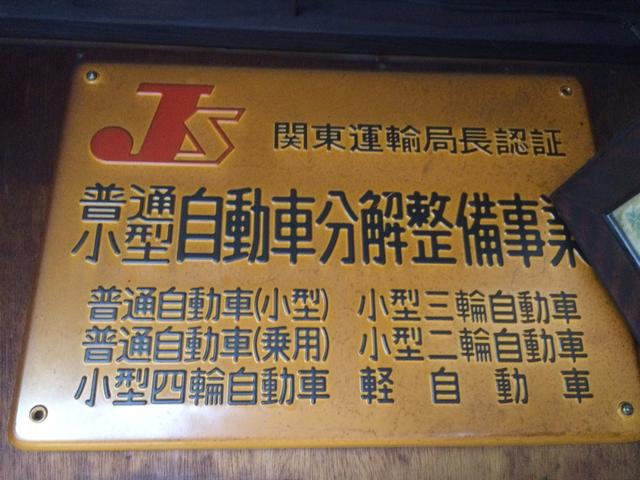 JS
関東運輸局長認証
普通 小型 自動車分解整備事業
普通自動車(小型) 小型三輪自動車
普通自動車(乗用) 小型二輪自動車
小型四輪自動車 軽自動車